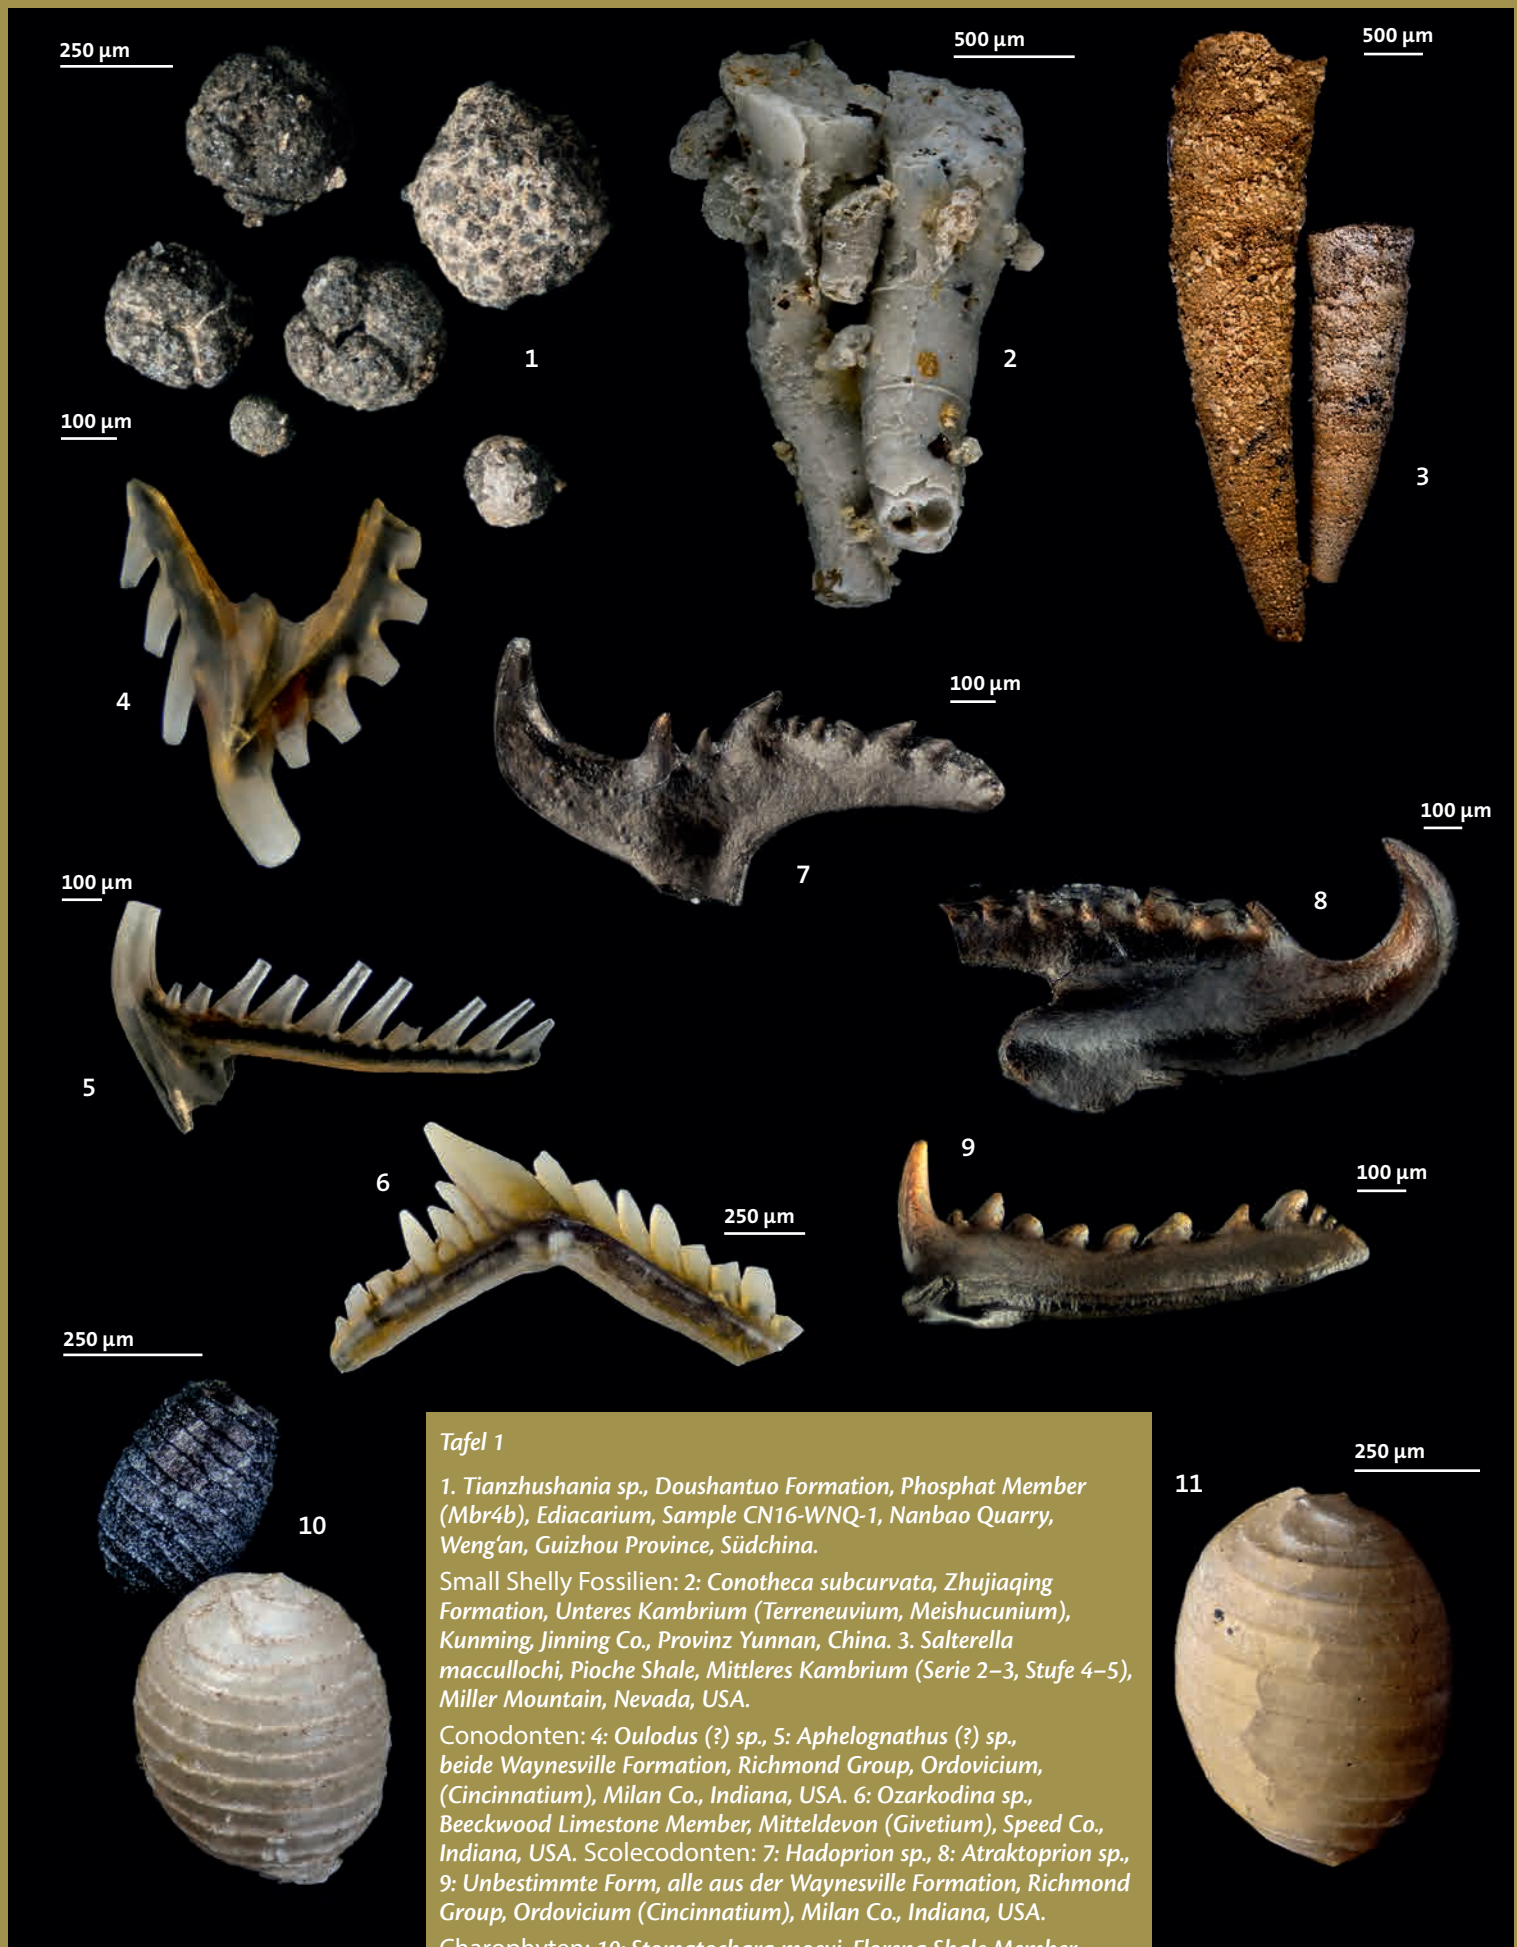 250 µm
500 µm
500 µm
1
2
100 µm
3
4
100 µm
7
100 µm
8
100 µm
5
9
100 µm
6
250 µm
250 µm
10
11
250 µm
Tafel 1
1. Tianzhushania sp., Doushantuo Formation, Phosphat Member
(Mbr4b), Ediacarium, Sample CN16-WNQ-1, Nanbao Quarry,
Weng‘an, Guizhou Province, Südchina.
Small Shelly Fossilien: 2: Conotheca subcurvata, Zhujiaqing
Formation, Unteres Kambrium (Terreneuvium, Meishucunium),
Kunming, Jinning Co., Provinz Yunnan, China. 3. Salterella
maccullochi, Pioche Shale, Mittleres Kambrium (Serie 2–3, Stufe 4–5),
Miller Mountain, Nevada, USA.
Conodonten: 4: Oulodus (?) sp., 5: Aphelognathus (?) sp.,
beide Waynesville Formation, Richmond Group, Ordovicium,
(Cincinnatium), Milan Co., Indiana, USA. 6: Ozarkodina sp.,
Beeckwood Limestone Member, Mitteldevon (Givetium), Speed Co.,
Indiana, USA. Scolecodonten: 7: Hadoprion sp., 8: Atraktoprion sp.,
9: Unbestimmte Form, alle aus der Waynesville Formation, Richmond
Group, Ordovicium (Cincinnatium), Milan Co., Indiana, USA.
Charophyten: 10: Stomatochara moreyi, Florena Shale Member